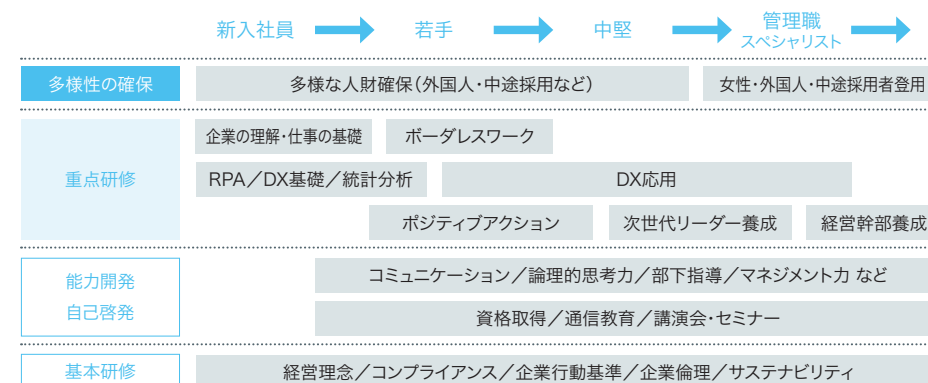 新入社員
若手
中堅
管理職
スペシャリスト
多様性の確保
多様な人財確保（外国人・中途採用など）
女性・外国人・中途採用者登用
重点研修
企業の理解・仕事の基礎
ボーダレスワーク
RPA／DX基礎／統計分析
DX応用
ポジティブアクション
次世代リーダー養成
経営幹部養成
能力開発
自己啓発
コミュニケーション／論理的思考力／部下指導／マネジメント力 など
資格取得／通信教育／講演会・セミナー
基本研修
経営理念／コンプライアンス／企業行動基準／企業倫理／サステナビリティ